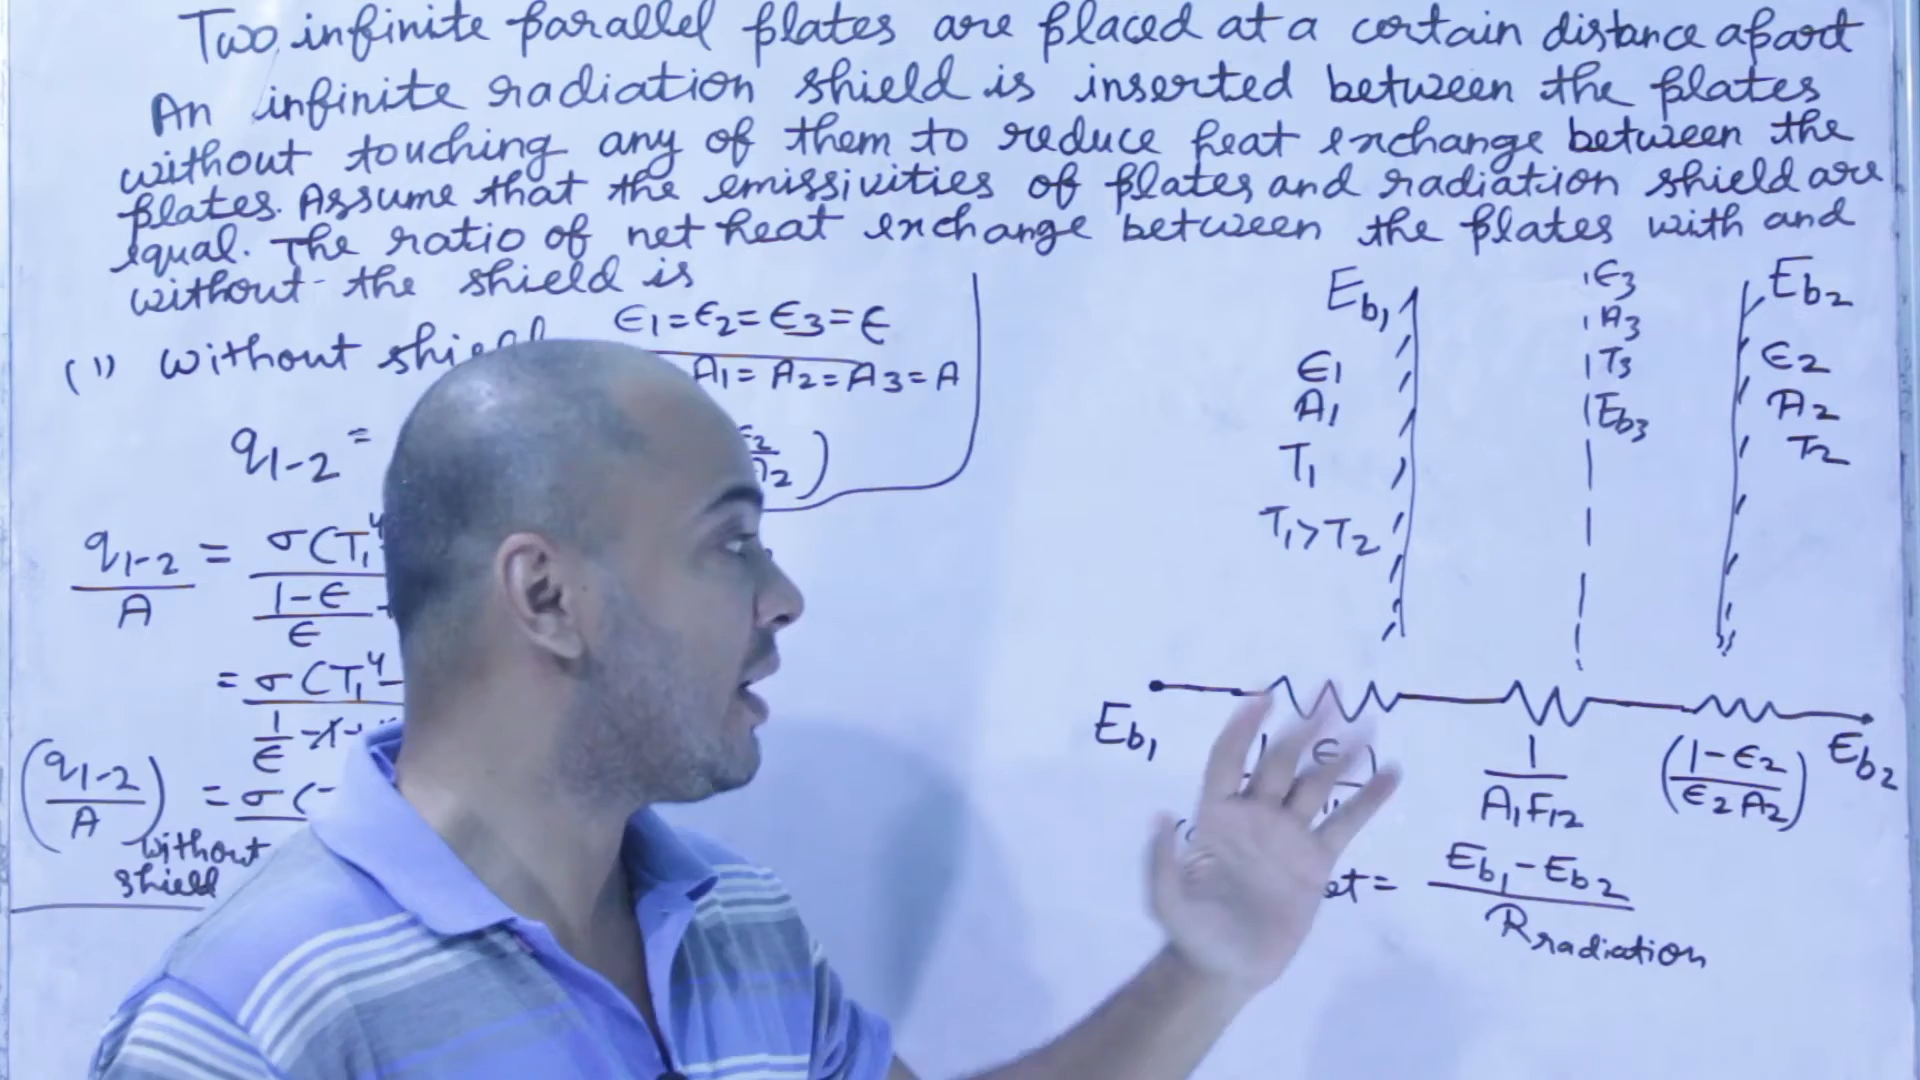 Two infinite parallel plates are placed at a certain distance apart
An infinite radiation shield is inserted between the plates
without touching any of them to reduce heat exchange between the
plates. Assume that the emissivities of plates and radiation shield are
equal. The ratio of net heat exchange between the plates with and
without the shield is
(1) without shield
ϵ1 = ϵ2 = ϵ3 = ϵ
A1 = A2 = A3 = A
q1-2 =
q1-2 / A = σ(T1⁴
1-ϵ / ϵ
= σ(T1⁴ -
1/ϵ - 1
(q1-2 / A) without shield = σ(
Eb1
ϵ1
A1
T1
T1 > T2
ϵ3
A3
T3
Eb3
Eb2
ϵ2
A2
T2
Eb1
1 / A1F12
(1-ϵ2 / ϵ2A2)
Eb2
et = Eb1 - Eb2 / Rradiation